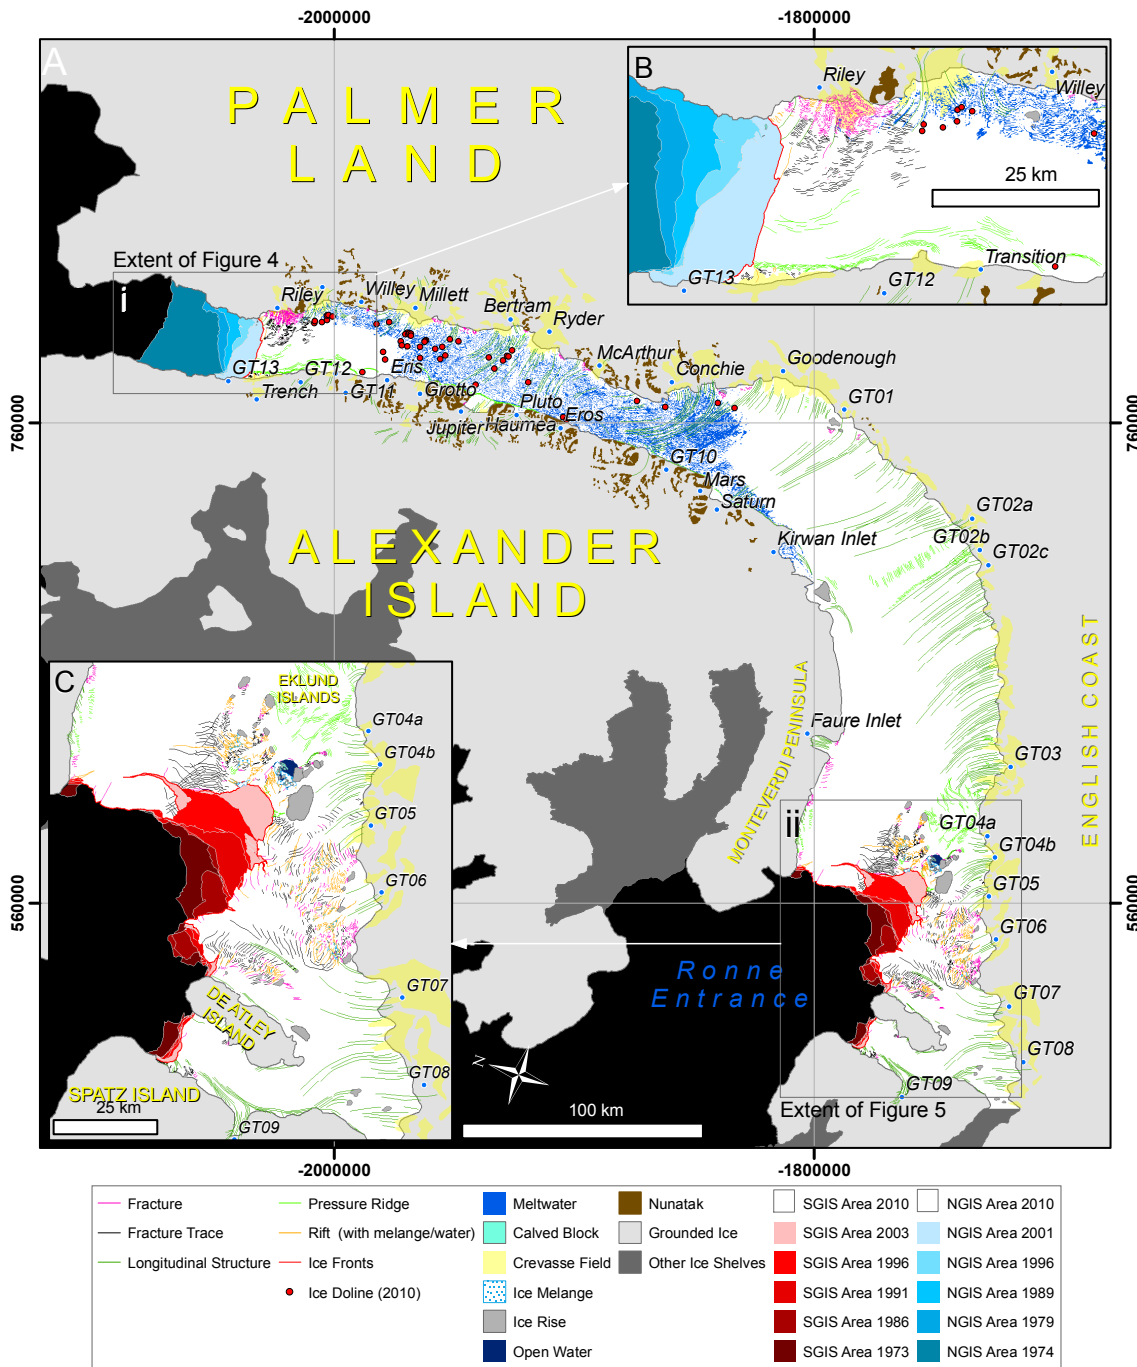 -2000000
-1800000
A
PALMER
LAND
B
Riley
Willey
25 km
Transition
GT13
GT12
Extent of Figure 4
i
Riley
Willey
Millett
Bertram
Ryder
McArthur
Conchie
Goodenough
GT13
GT12
Trench
GT11
Eris
Grotto
Pluto
Jupiter
Haumea
Eros
GT01
760000
760000
GT10
Mars
Saturn
Kirwan Inlet
GT02a
GT02b
GT02c
ALEXANDER
ISLAND
ENGLISH COAST
MONTEVERDI PENINSULA
Faure Inlet
GT03
C
EKLUND
ISLANDS
GT04a
GT04b
GT05
GT06
GT07
GT08
DE ATLEY
ISLAND
SPATZ ISLAND
25 km
GT09
ii
GT04a
GT04b
GT05
GT06
GT07
GT08
GT09
560000
560000
Ronne
Entrance
N
100 km
Extent of Figure 5
-2000000
-1800000
Fracture
Fracture Trace
Longitudinal Structure
Pressure Ridge
Rift (with melange/water)
Ice Fronts
Ice Doline (2010)
Meltwater
Calved Block
Crevasse Field
Ice Melange
Ice Rise
Open Water
Nunatak
Grounded Ice
Other Ice Shelves
SGIS Area 2010
SGIS Area 2003
SGIS Area 1996
SGIS Area 1991
SGIS Area 1986
SGIS Area 1973
NGIS Area 2010
NGIS Area 2001
NGIS Area 1996
NGIS Area 1989
NGIS Area 1979
NGIS Area 1974